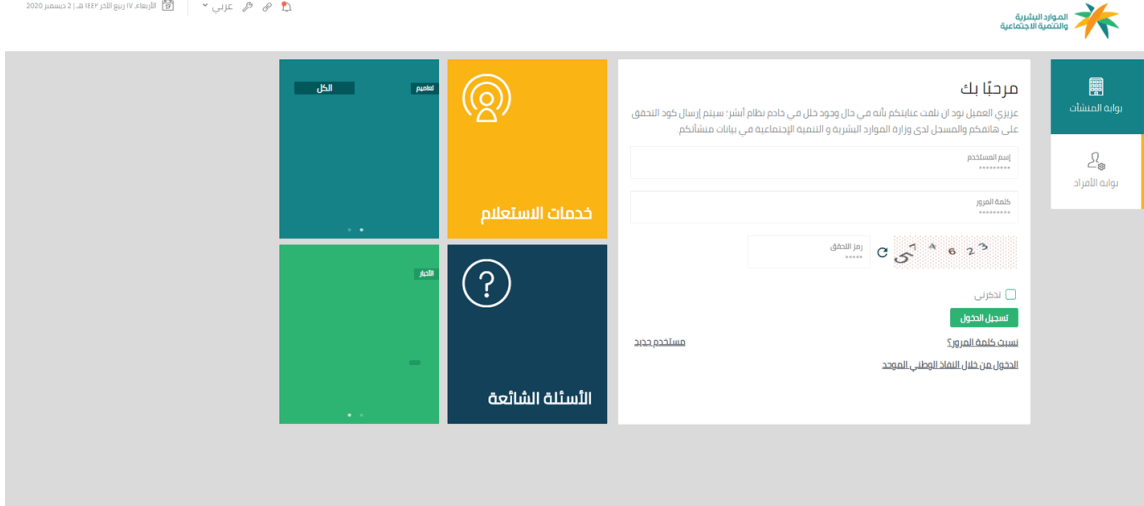 الأربعاء، ١٧ ربيع الآخر ١٤٤٢ هـ | 2 ديسمبر 2020
عربي
الموارد البشرية
والتنمية الاجتماعية
بوابة المنشآت
بوابة الأفراد
مرحبًا بك
عزيزي العميل نود ان نلفت عنايتكم بأنه في حال وجود خلل في خادم نظام أبشر؛ سيتم إرسال كود التحقق
على هاتفكم والمسجل لدى وزارة الموارد البشرية و التنمية الإجتماعية في بيانات منشأتكم
إسم المستخدم
*********
كلمة المرور
*********
574623
رمز التحقق
*****
تذكرني
تسجيل الدخول
نسيت كلمة المرور؟
مستخدم جديد
الدخول من خلال النفاذ الوطني الموحد
خدمات الاستعلام
الأسئلة الشائعة
تعاميم
الكل
الأخبار